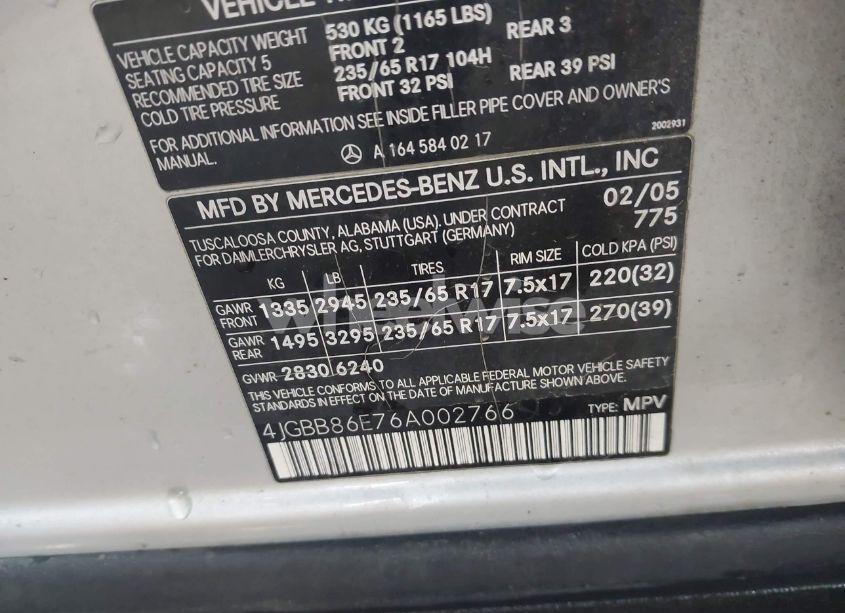 VEHICLE
VEHICLE CAPACITY WEIGHT 530 KG (1165 LBS)
SEATING CAPACITY 5 FRONT 2 REAR 3
RECOMMENDED TIRE SIZE 235/65 R17 104H
COLD TIRE PRESSURE FRONT 32 PSI REAR 39 PSI
FOR ADDITIONAL INFORMATION SEE INSIDE FILLER PIPE COVER AND OWNER'S
MANUAL.
2002931
A 164 584 02 17
MFD BY MERCEDES-BENZ U.S. INTL., INC
TUSCALOOSA COUNTY, ALABAMA (USA). UNDER CONTRACT 02/05
FOR DAIMLERCHRYSLER AG, STUTTGART (GERMANY) 775
KG LB TIRES RIM SIZE COLD KPA (PSI)
GAWR FRONT 1335 2945 235/65 R17 7.5x17 220(32)
GAWR REAR 1495 3295 235/65 R17 7.5x17 270(39)
GVWR 2830 6240
THIS VEHICLE CONFORMS TO ALL APPLICABLE FEDERAL MOTOR VEHICLE SAFETY
STANDARDS IN EFFECT ON THE DATE OF MANUFACTURE SHOWN ABOVE.
4JGBB86E76A002766 TYPE: MPV
wheelwise